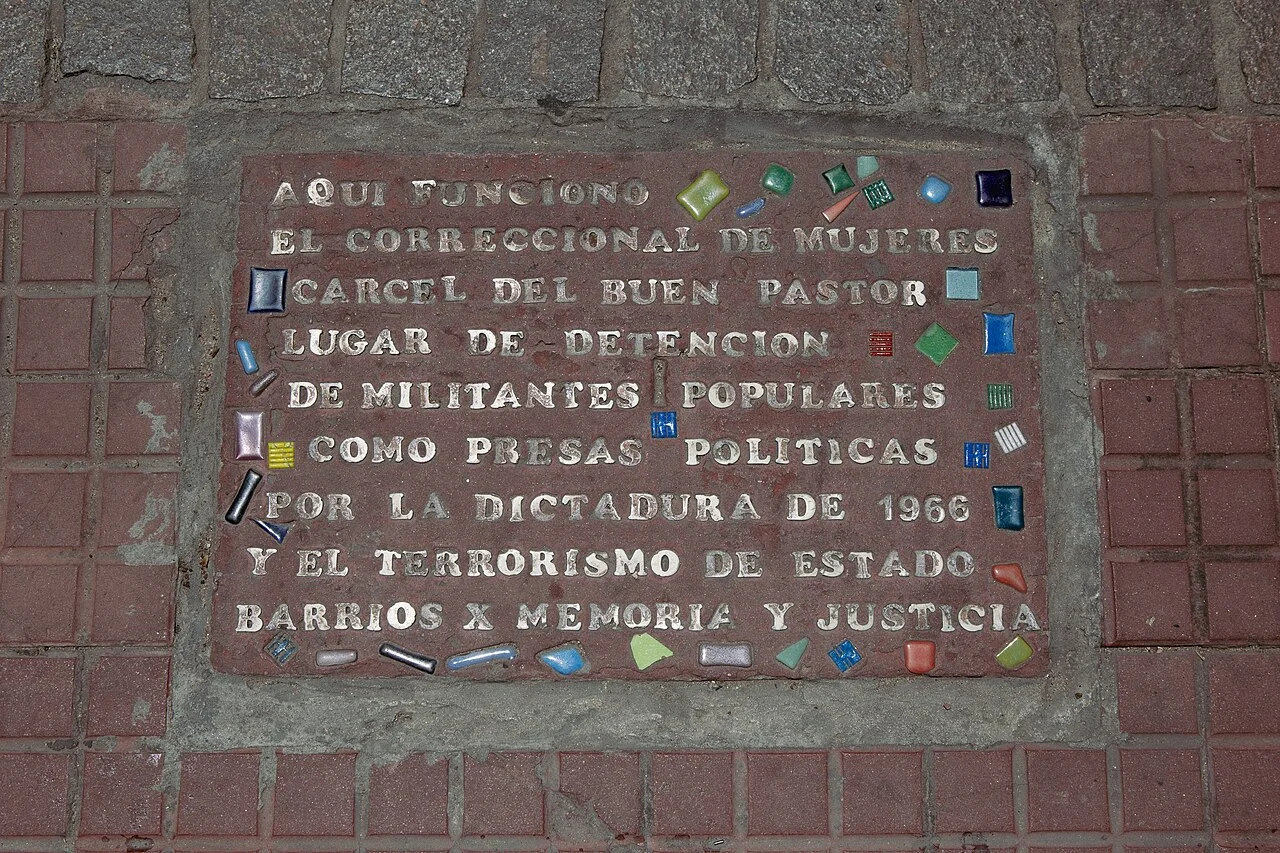 AQUI FUNCIONO
EL CORRECCIONAL DE MUJERES
CARCEL DEL BUEN PASTOR
LUGAR DE DETENCION
DE MILITANTES POPULARES
COMO PRESAS POLITICAS
POR LA DICTADURA DE 1966
Y EL TERRORISMO DE ESTADO
BARRIOS X MEMORIA Y JUSTICIA